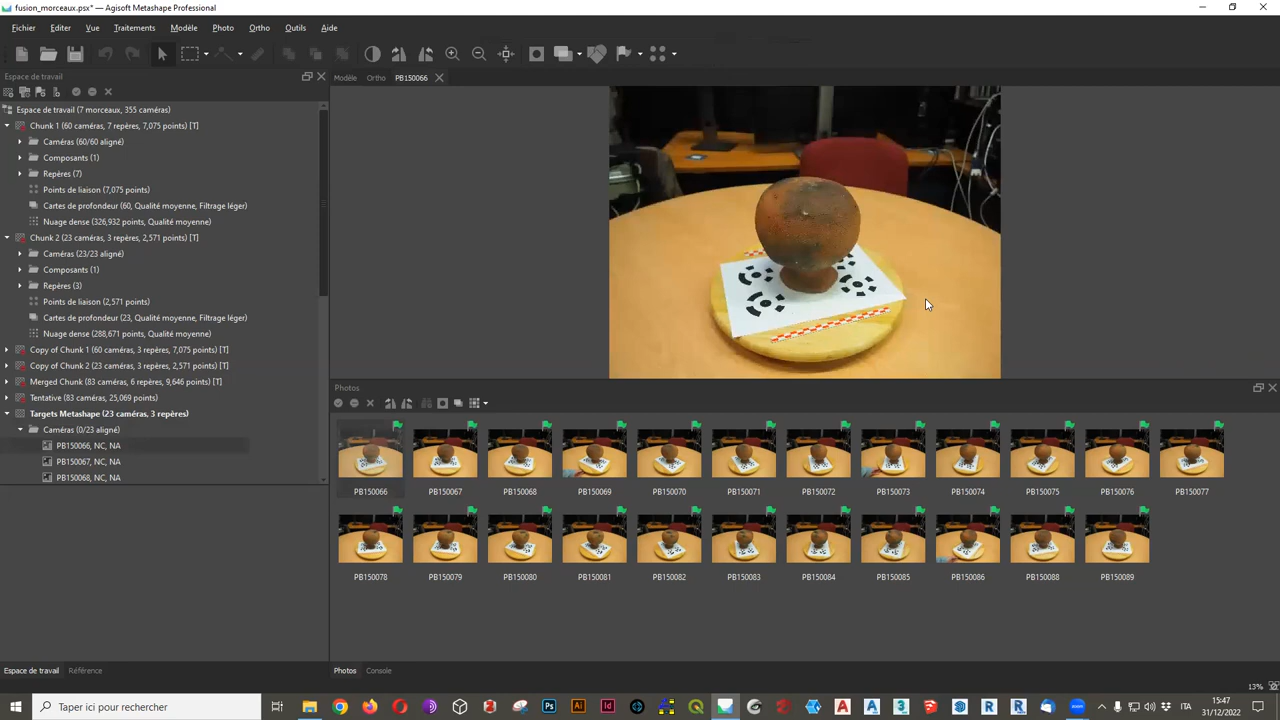 fusion_morceaux.psx* — Agisoft Metashape Professional
Fichier Editer Vue Traitements Modèle Photo Ortho Outils Aide
Espace de travail
Modèle Ortho PB150066
Espace de travail (7 morceaux, 355 caméras)
Chunk 1 (60 caméras, 7 repères, 7,075 points) [T]
Caméras (60/60 aligné)
Composants (1)
Repères (7)
Points de liaison (7,075 points)
Cartes de profondeur (60, Qualité moyenne, Filtrage léger)
Nuage dense (326,932 points, Qualité moyenne)
Chunk 2 (23 caméras, 3 repères, 2,571 points) [T]
Caméras (23/23 aligné)
Composants (1)
Repères (3)
Points de liaison (2,571 points)
Cartes de profondeur (23, Qualité moyenne, Filtrage léger)
Nuage dense (288,671 points, Qualité moyenne)
Copy of Chunk 1 (60 caméras, 3 repères, 7,075 points) [T]
Copy of Chunk 2 (23 caméras, 3 repères, 2,571 points) [T]
Merged Chunk (83 caméras, 6 repères, 9,646 points) [T]
Tentative (83 caméras, 25,069 points)
Targets Metashape (23 caméras, 3 repères)
Caméras (0/23 aligné)
PB150066, NC, NA
PB150067, NC, NA
PB150068, NC, NA
Photos
PB150066 PB150067 PB150068 PB150069 PB150070 PB150071 PB150072 PB150073 PB150074 PB150075 PB150076 PB150077
PB150078 PB150079 PB150080 PB150081 PB150082 PB150083 PB150084 PB150085 PB150086 PB150088 PB150089
Espace de travail Référence
Photos Console
13%
Taper ici pour rechercher
Ps Ai Id
zoom
ITA
15:47
31/12/2022